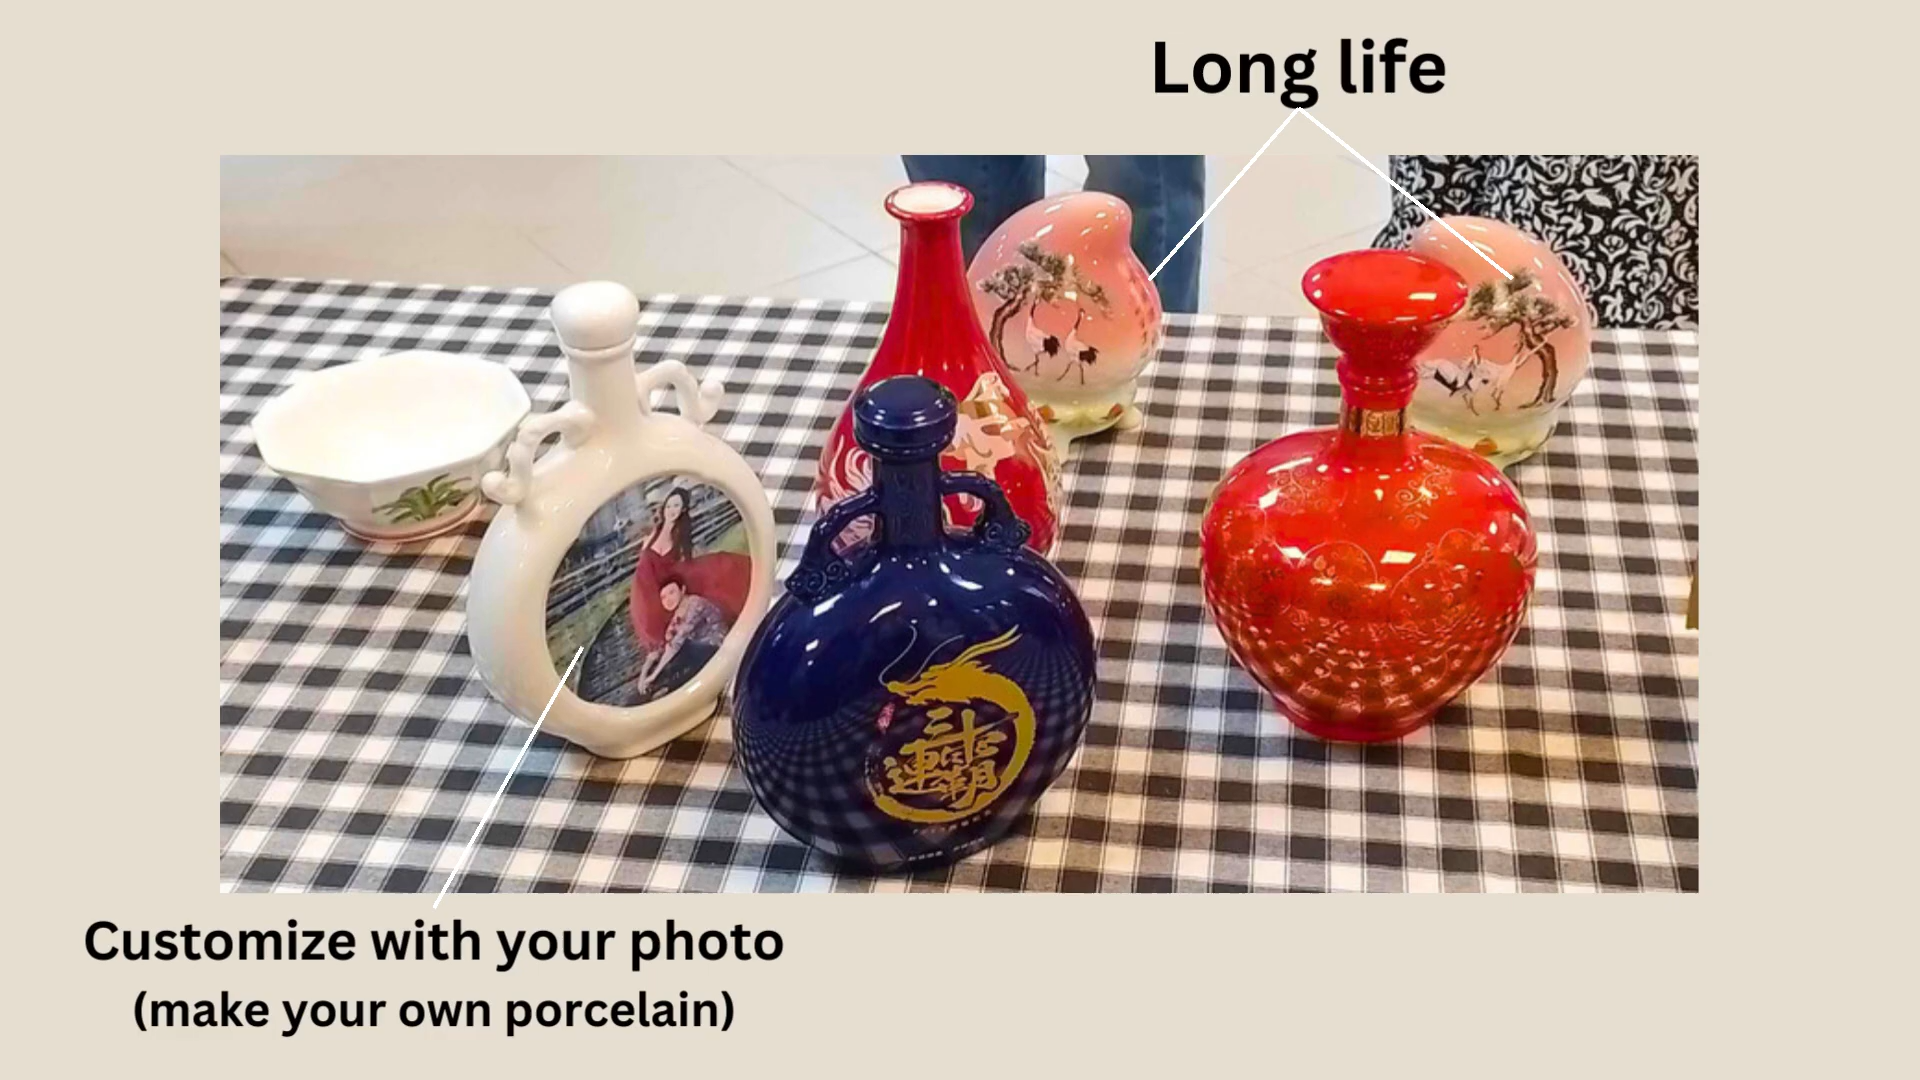 Long life
Customize with your photo
(make your own porcelain)